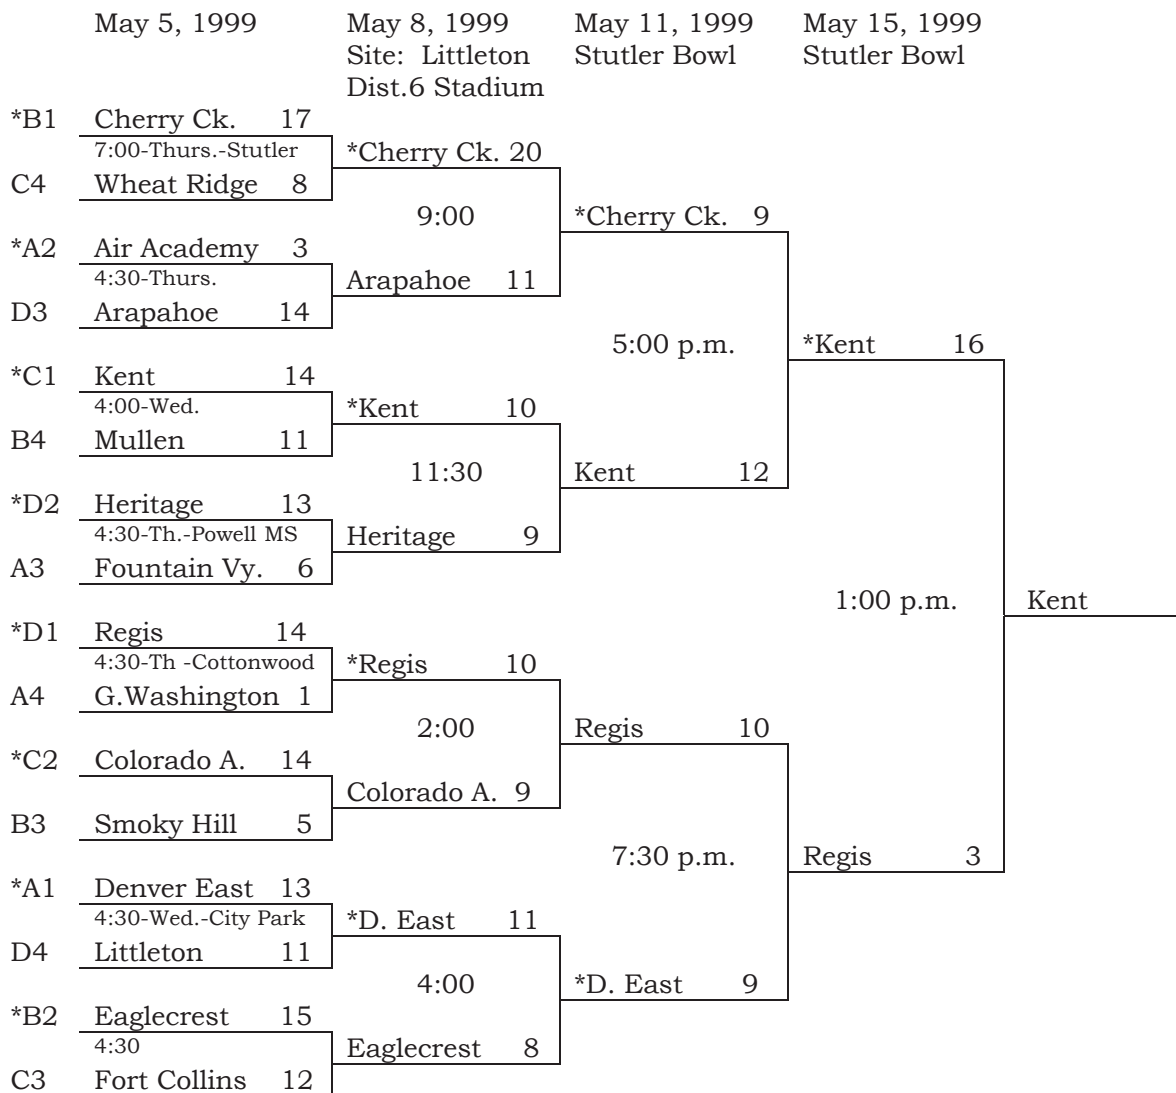 May 5, 1999 May 8, 1999 May 11, 1999 May 15, 1999
Site: Littleton Stutler Bowl Stutler Bowl
Dist.6 Stadium
*B1 Cherry Ck. 17
7:00-Thurs.-Stutler *Cherry Ck. 20
C4 Wheat Ridge 8
9:00 *Cherry Ck. 9
*A2 Air Academy 3
4:30-Thurs. Arapahoe 11
D3 Arapahoe 14
5:00 p.m. *Kent 16
*C1 Kent 14
4:00-Wed. *Kent 10
B4 Mullen 11
11:30 Kent 12
*D2 Heritage 13
4:30-Th.-Powell MS Heritage 9
A3 Fountain Vy. 6
1:00 p.m. Kent
*D1 Regis 14
4:30-Th -Cottonwood *Regis 10
A4 G.Washington 1
2:00 Regis 10
*C2 Colorado A. 14
Colorado A. 9
B3 Smoky Hill 5
7:30 p.m. Regis 3
*A1 Denver East 13
4:30-Wed.-City Park *D. East 11
D4 Littleton 11
4:00 *D. East 9
*B2 Eaglecrest 15
4:30 Eaglecrest 8
C3 Fort Collins 12